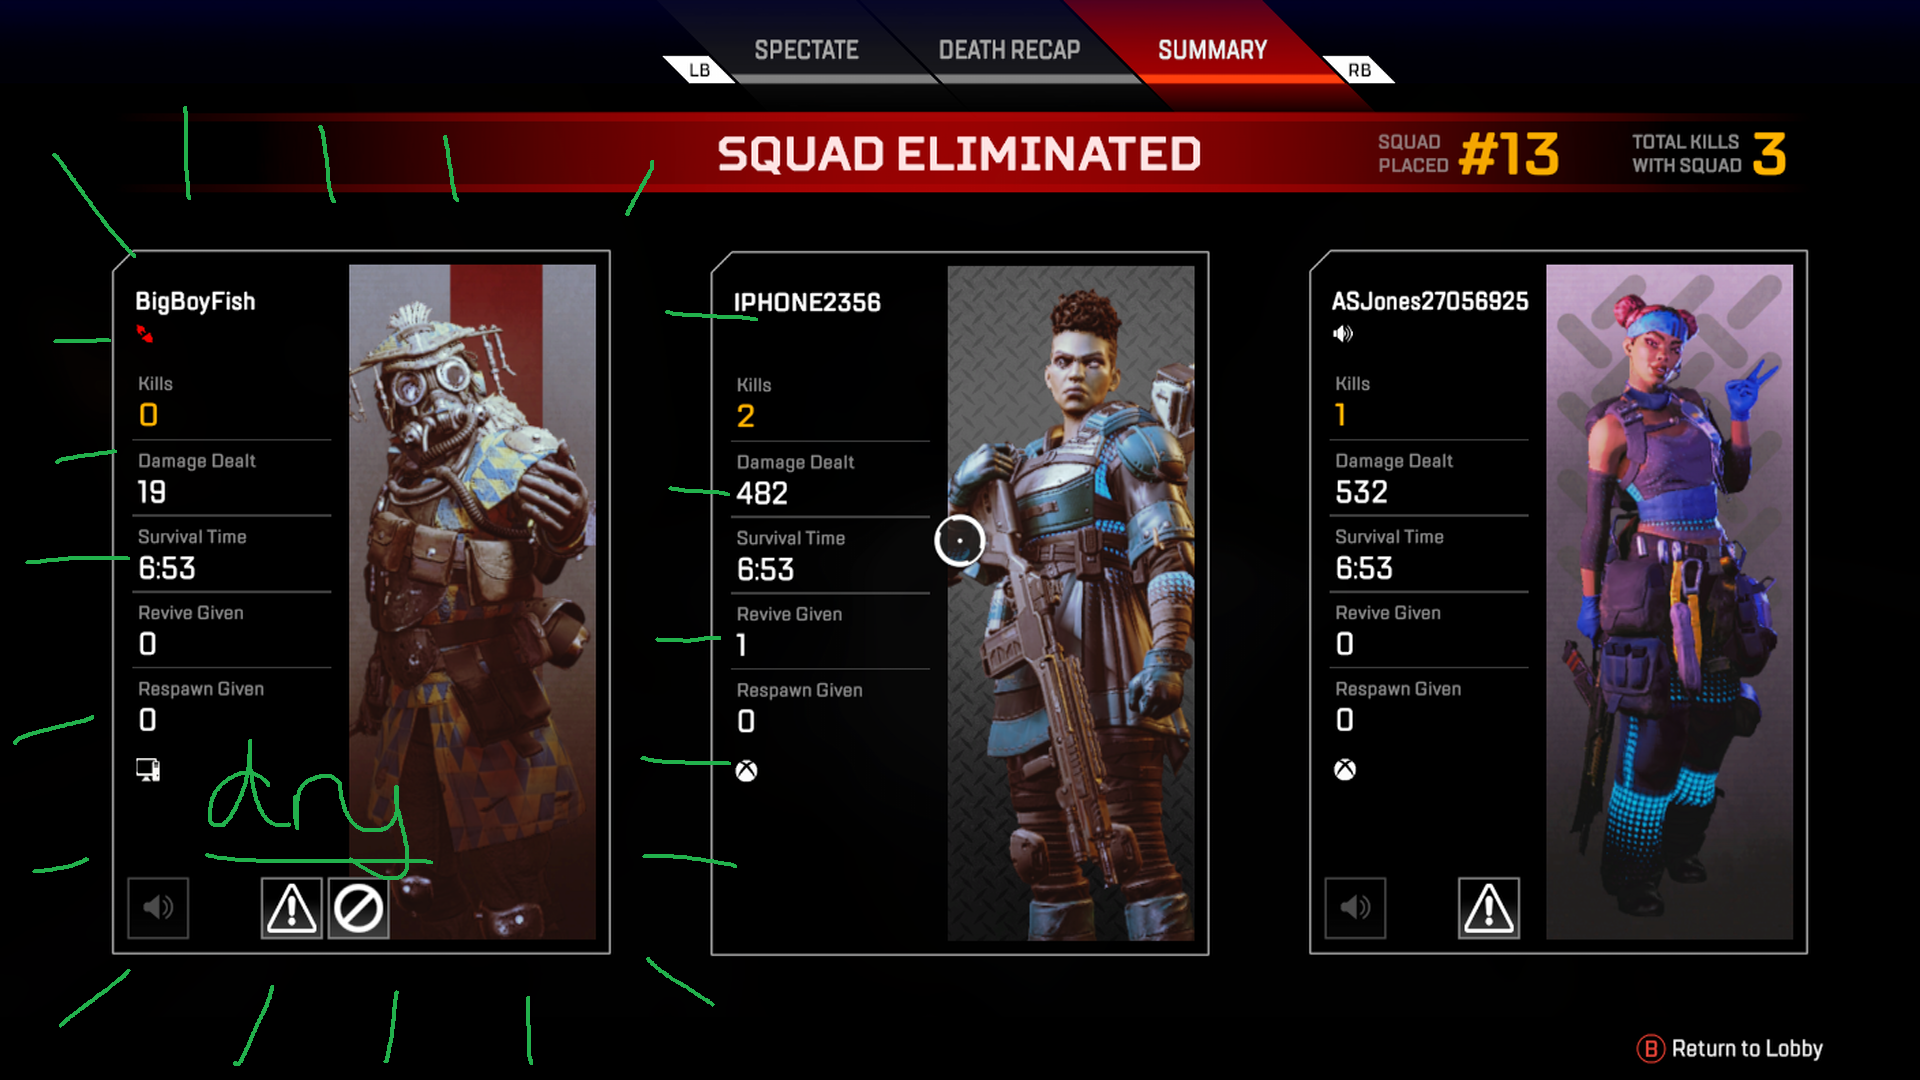 LB
SPECTATE
DEATH RECAP
SUMMARY
RB
SQUAD ELIMINATED
SQUAD PLACED #13
TOTAL KILLS WITH SQUAD 3
BigBoyFish
Kills
0
Damage Dealt
19
Survival Time
6:53
Revive Given
0
Respawn Given
0
dny
IPHONE2356
Kills
2
Damage Dealt
482
Survival Time
6:53
Revive Given
1
Respawn Given
0
ASJones27056925
Kills
1
Damage Dealt
532
Survival Time
6:53
Revive Given
0
Respawn Given
0
B Return to Lobby